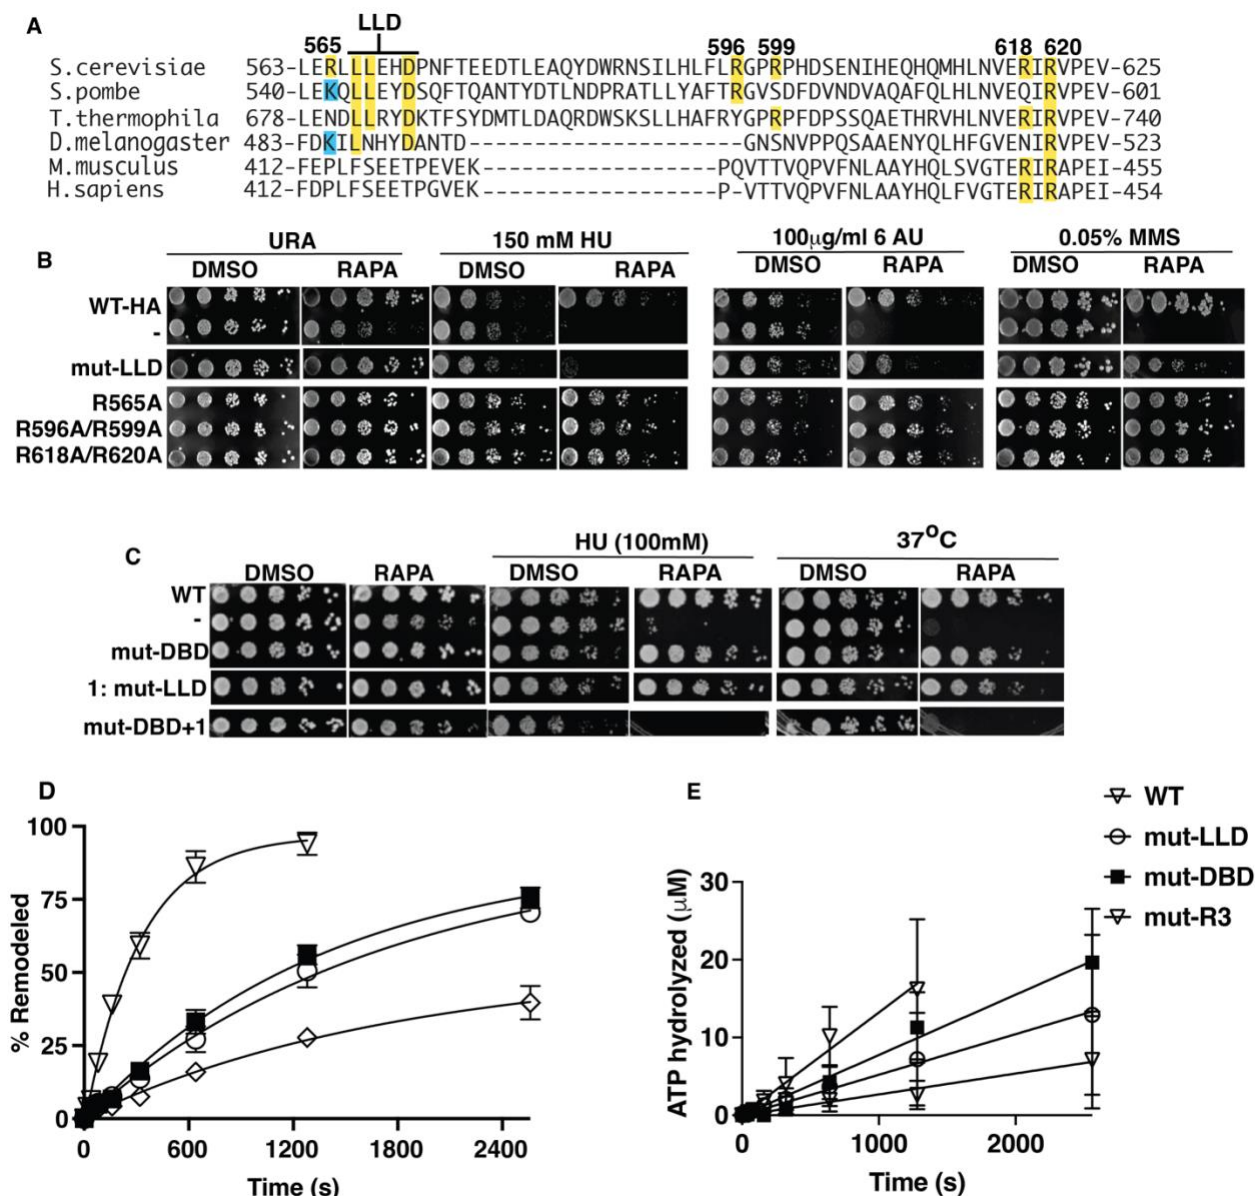 A
LLD
565 596 599 618 620
S.cerevisiae 563-LERLLLEHDPNFTEEDTLEAQYDWRNSILHLFLRGPRPHDSENIHEQHQMHLNVERIRVPEV-625
S.pombe 540-LEKQLLEYDSQFTQANTYDTLNDPRATLLYAFTRGVSDFDVNDVAQAFQLHLNVEQIRVPEV-601
T.thermophila 678-LENDLLRYDKTFSYDMTLDAQRDWSKSLLHAFRYGPRPFDPSSQAETHRVHLNVERIRVPEV-740
D.melanogaster 483-FDKILNHYDANTD---------------------GNSNVPPQSAAENYQLHFGVENIRVPEV-523
M.musculus 412-FEPLFSEETPEVEK------------------PQVTTVQPVFNLAAYHQLSVGTERIRAPEI-455
H.sapiens 412-FDPLFSEETPGVEK------------------P-VTTVQPVFNLAAYHQLFVGTERIRAPEI-454
B
URA 150 mM HU 100μg/ml 6 AU 0.05% MMS
DMSO RAPA DMSO RAPA DMSO RAPA DMSO RAPA
WT-HA
-
mut-LLD
R565A
R596A/R599A
R618A/R620A
C
HU (100mM) 37°C
DMSO RAPA DMSO RAPA DMSO RAPA
WT
-
mut-DBD
1: mut-LLD
mut-DBD+1
D
100
75
50
25
0
% Remodeled
0 600 1200 1800 2400
Time (s)
E
WT
mut-LLD
mut-DBD
mut-R3
30
20
10
0
ATP hydrolyzed (μM)
0 1000 2000
Time (s)